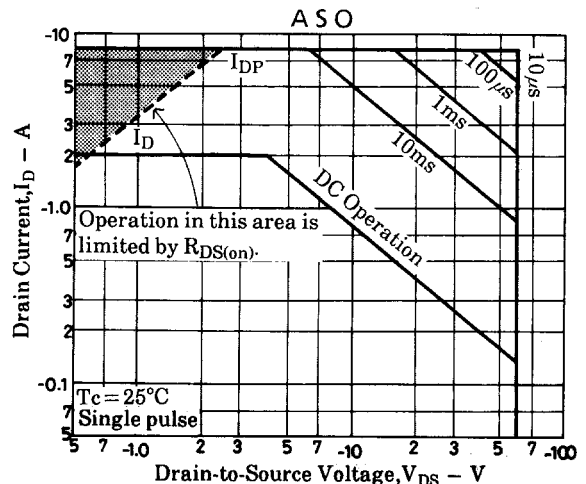 ASO
-10
7
5
3
2
-1.0
7
5
3
2
-0.1
7
5
Drain Current,I_D – A
I_DP
I_D
100μs
-10μs
1ms
10ms
DC Operation
Operation in this area is
limited by R_DS(on).
Tc=25°C
Single pulse
5 7 -1.0 2 3 5 7 -10 2 3 5 7 -100
Drain-to-Source Voltage,V_DS – V